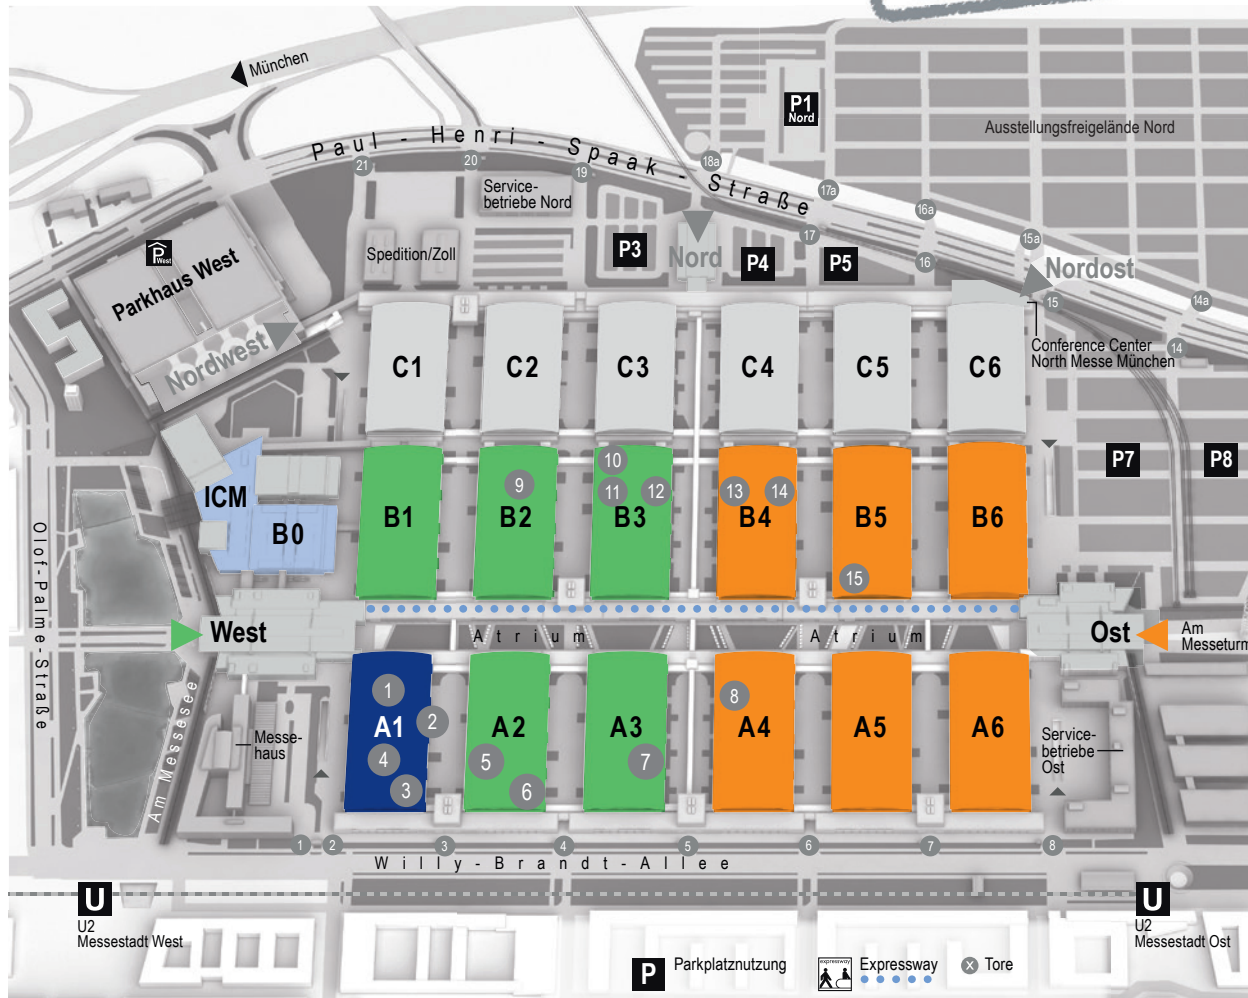 München
P1
Nord
Ausstellungsfreigelände Nord
Paul-Henri-Spaak-Straße
21
20
19
18a
17a
16a
15a
14a
17
16
15
14
Service-
betriebe Nord
Spedition/Zoll
P3
Nord
P4
P5
Nordost
P
West
Parkhaus West
Nordwest
Conference Center
North Messe München
C1
C2
C3
C4
C5
C6
P7
P8
ICM
B0
B1
9
B2
10
11
12
B3
13
14
B4
B5
15
B6
Olof-Palme-Straße
West
Atrium
Atrium
Ost
Am
Messeturm
Am Messesee
Messe-
haus
1
A1
2
4
3
A2
5
6
A3
7
8
A4
A5
A6
Service-
betriebe
Ost
1
2
3
4
5
6
7
8
Willy-Brandt-Allee
U
U2
Messestadt West
U
U2
Messestadt Ost
P
Parkplatznutzung
expressway
Expressway
x
Tore